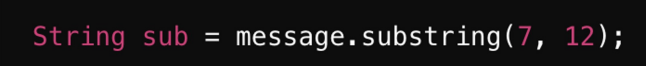 String sub = message.substring(7, 12);